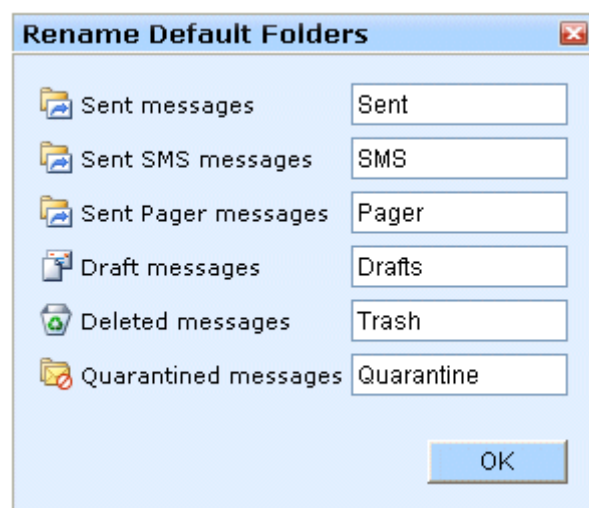 Rename Default Folders
Sent messages Sent
Sent SMS messages SMS
Sent Pager messages Pager
Draft messages Drafts
Deleted messages Trash
Quarantined messages Quarantine
OK